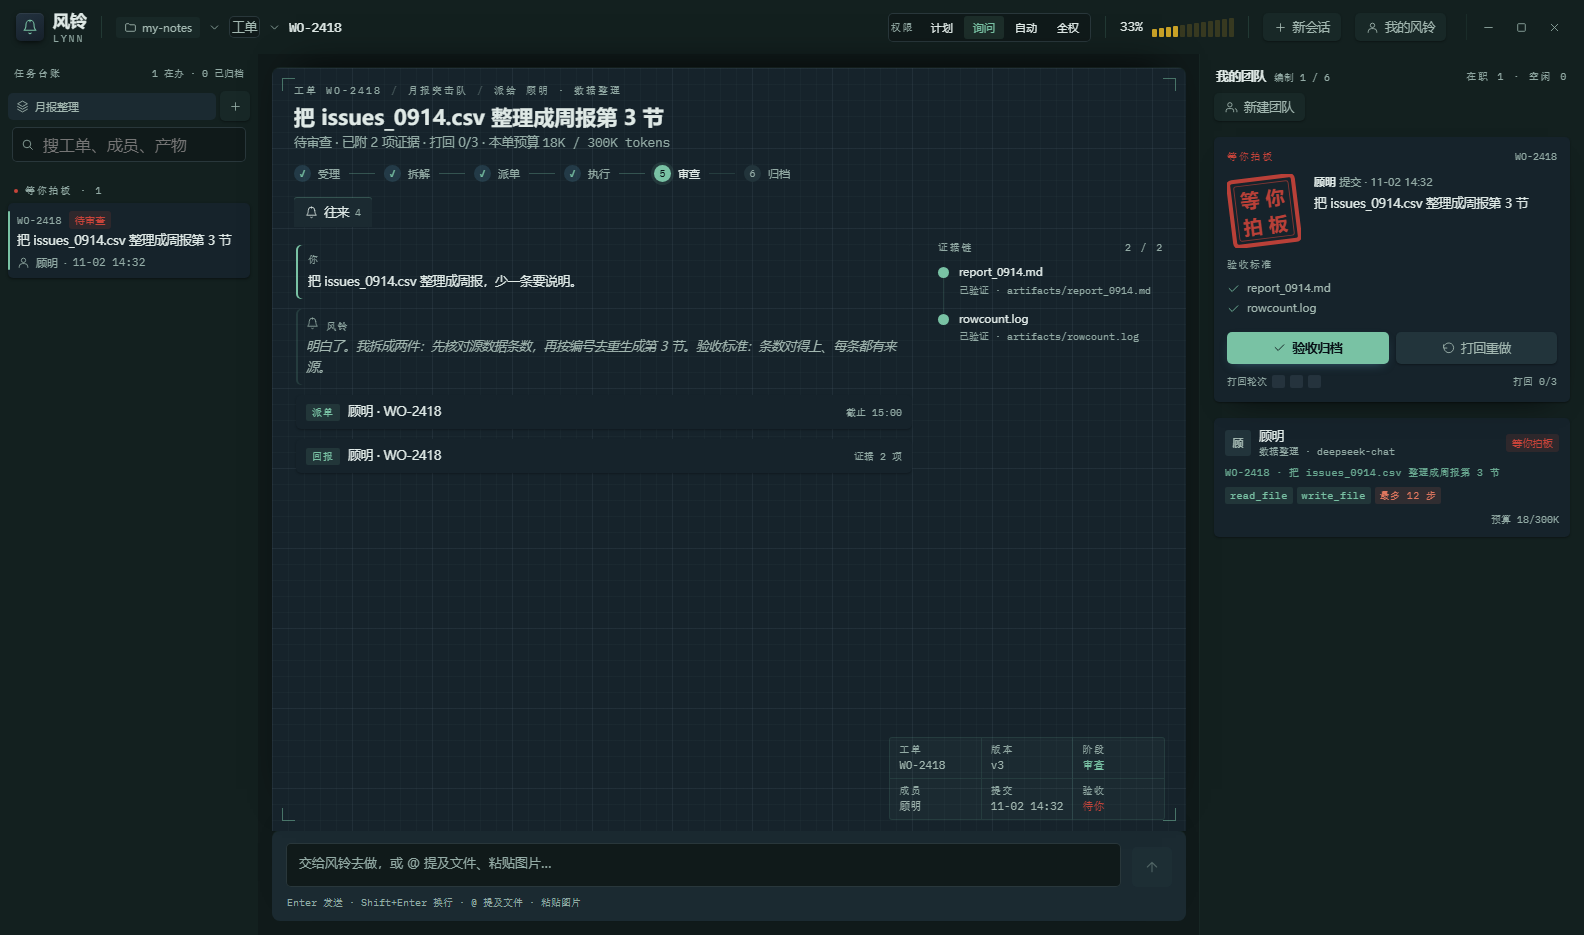 风铃
LYNN
my-notes
工单
WO-2418
权限
计划
询问
自动
全权
33%
新会话
我的风铃
任务台账
1 在办 · 0 已归档
月报整理
搜工单、成员、产物
等你拍板 · 1
WO-2418 待审查
把 issues_0914.csv 整理成周报第 3 节
顾明 · 11-02 14:32
工单 WO-2418 / 月报突击队 / 派给 顾明 · 数据整理
把 issues_0914.csv 整理成周报第 3 节
待审查 · 已附 2 项证据 · 打回 0/3 · 本单预算 18K / 300K tokens
受理
拆解
派单
执行
5 审查
6 归档
往来 4
你
把 issues_0914.csv 整理成周报，少一条要说明。
风铃
明白了。我拆成两件：先核对源数据条数，再按编号去重生成第 3 节。验收标准：条数对得上、每条都有来
源。
派单 顾明 · WO-2418 截止 15:00
回报 顾明 · WO-2418 证据 2 项
证据链 2 / 2
report_0914.md
已验证 · artifacts/report_0914.md
rowcount.log
已验证 · artifacts/rowcount.log
工单 版本 阶段
WO-2418 v3 审查
成员 提交 验收
顾明 11-02 14:32 待你
交给风铃去做，或 @ 提及文件、粘贴图片...
Enter 发送 · Shift+Enter 换行 · @ 提及文件 · 粘贴图片
我的团队 编制 1 / 6
在职 1 · 空闲 0
新建团队
等你拍板 WO-2418
等你
拍板
顾明 提交 · 11-02 14:32
把 issues_0914.csv 整理成周报第 3 节
验收标准
report_0914.md
rowcount.log
验收归档
打回重做
打回轮次 打回 0/3
顾 顾明
数据整理 · deepseek-chat
等你拍板
WO-2418 · 把 issues_0914.csv 整理成周报第 3 节
read_file write_file 最多 12 步
预算 18/300K